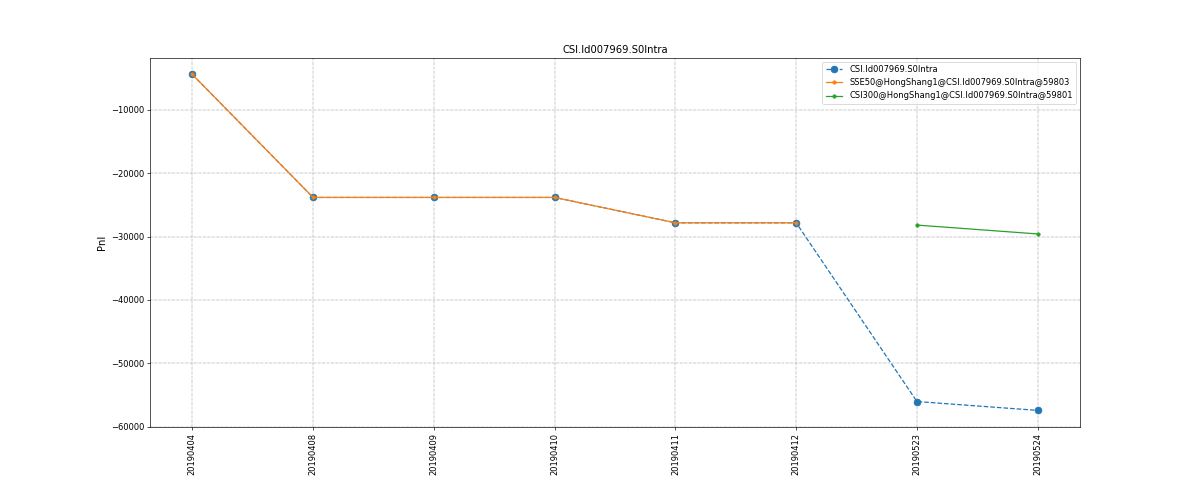 CSI.Id007969.S0Intra
CSI.Id007969.S0Intra
SSE50@HongShang1@CSI.Id007969.S0Intra@59803
CSI300@HongShang1@CSI.Id007969.S0Intra@59801
−10000
−20000
−30000
−40000
−50000
−60000
Pnl
20190404
20190408
20190409
20190410
20190411
20190412
20190523
20190524